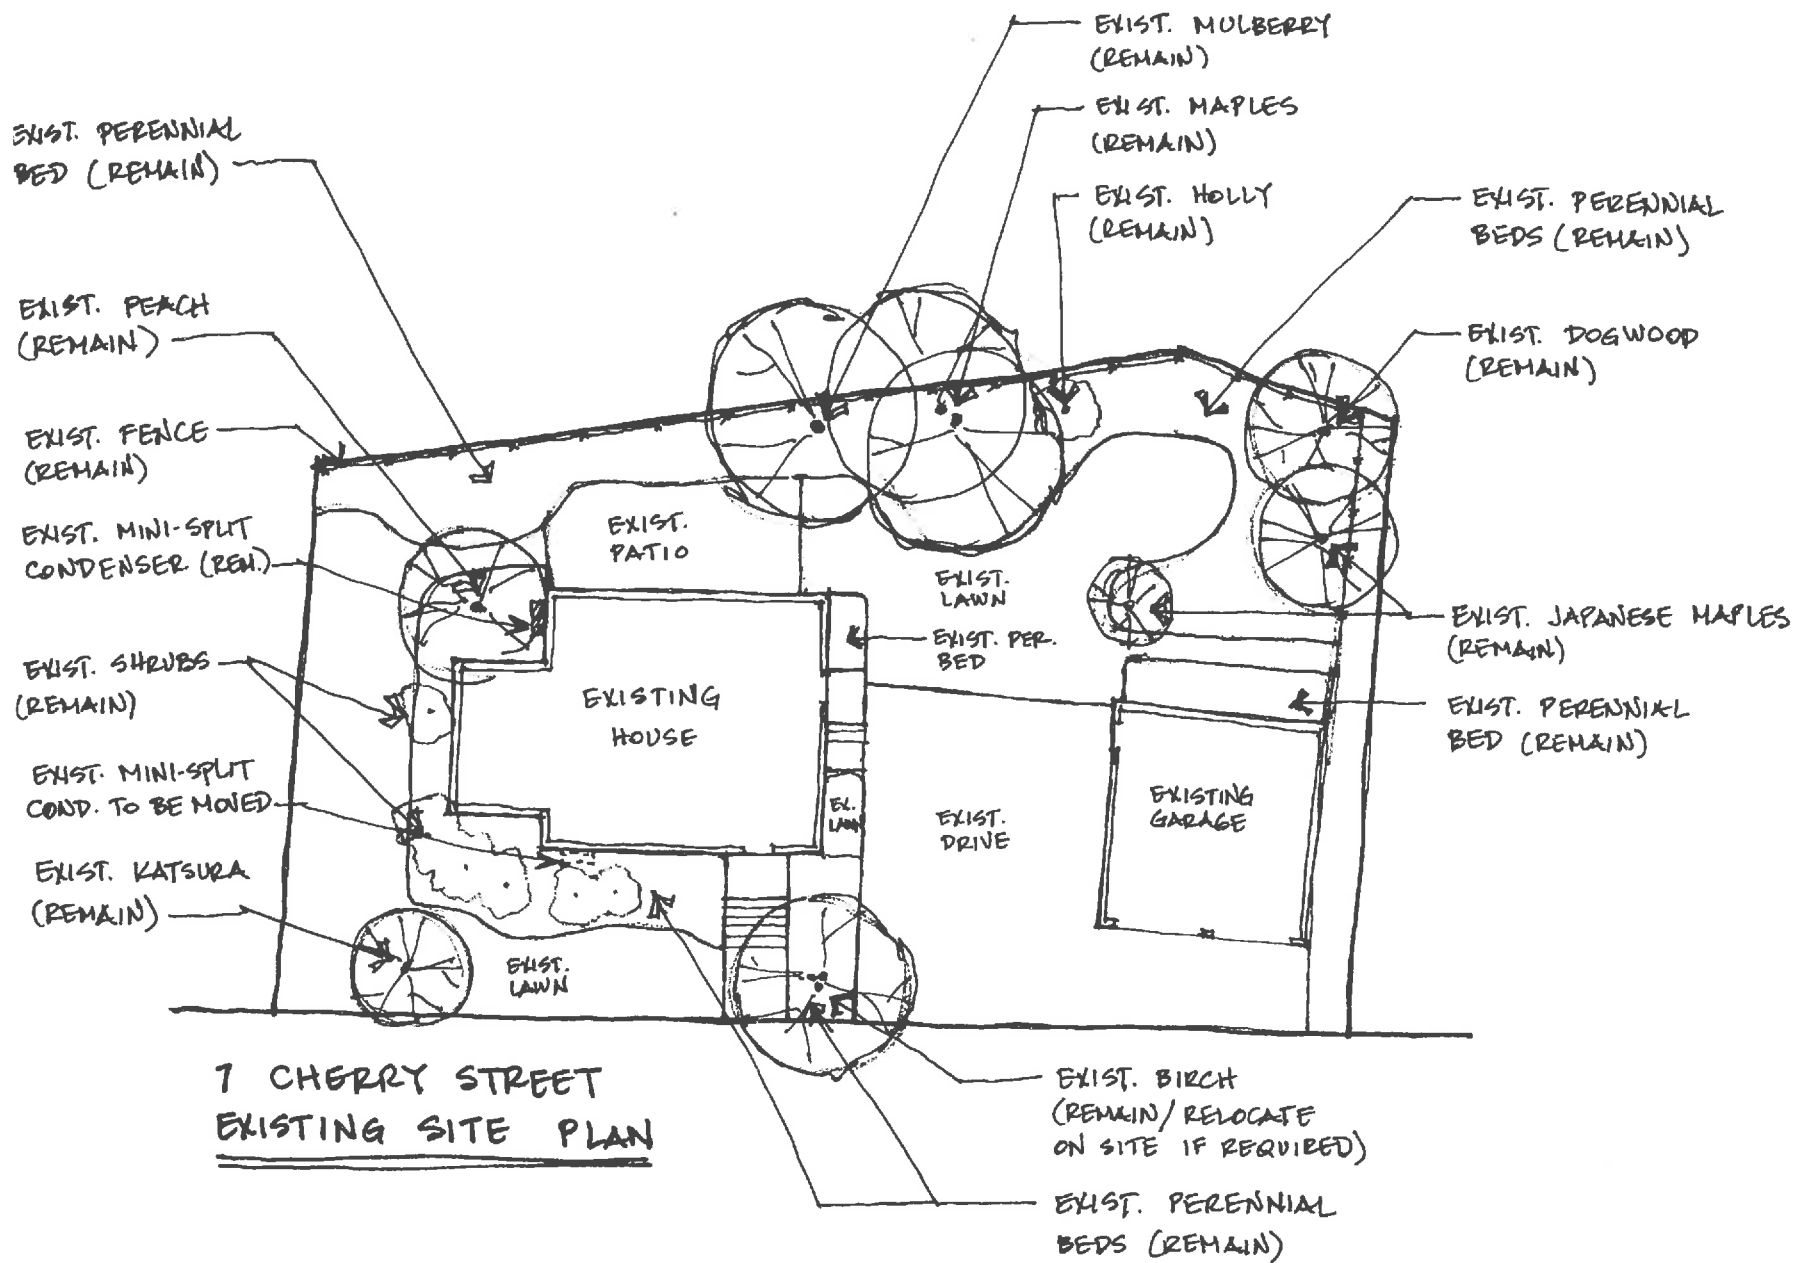 EXIST. MULBERRY
(REMAIN)
EXIST. MAPLES
(REMAIN)
EXIST. HOLLY
(REMAIN)
EXIST. PERENNIAL
BEDS (REMAIN)
EXIST. DOGWOOD
(REMAIN)
EXIST. PERENNIAL
BED (REMAIN)
EXIST. PEACH
(REMAIN)
EXIST. FENCE
(REMAIN)
EXIST. MINI-SPLIT
CONDENSER (REM.)
EXIST. SHRUBS
(REMAIN)
EXIST. MINI-SPLIT
COND. TO BE MOVED
EXIST. KATSURA
(REMAIN)
EXIST.
PATIO
EXIST.
LAWN
EXIST. PER.
BED
EXISTING
HOUSE
EX.
LAWN
EXIST.
DRIVE
EXISTING
GARAGE
EXIST.
LAWN
EXIST. JAPANESE MAPLES
(REMAIN)
EXIST. PERENNIAL
BED (REMAIN)
7 CHERRY STREET
EXISTING SITE PLAN
EXIST. BIRCH
(REMAIN/RELOCATE
ON SITE IF REQUIRED)
EXIST. PERENNIAL
BEDS (REMAIN)